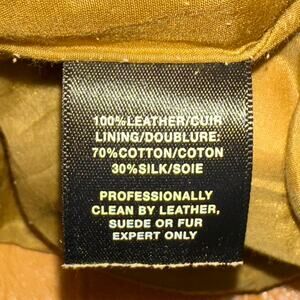 100%LEATHER/CUIR
LINING/DOUBLURE:
70%COTTON/COTON
30%SILK/SOIE
PROFESSIONALLY
CLEAN BY LEATHER,
SUEDE OR FUR
EXPERT ONLY